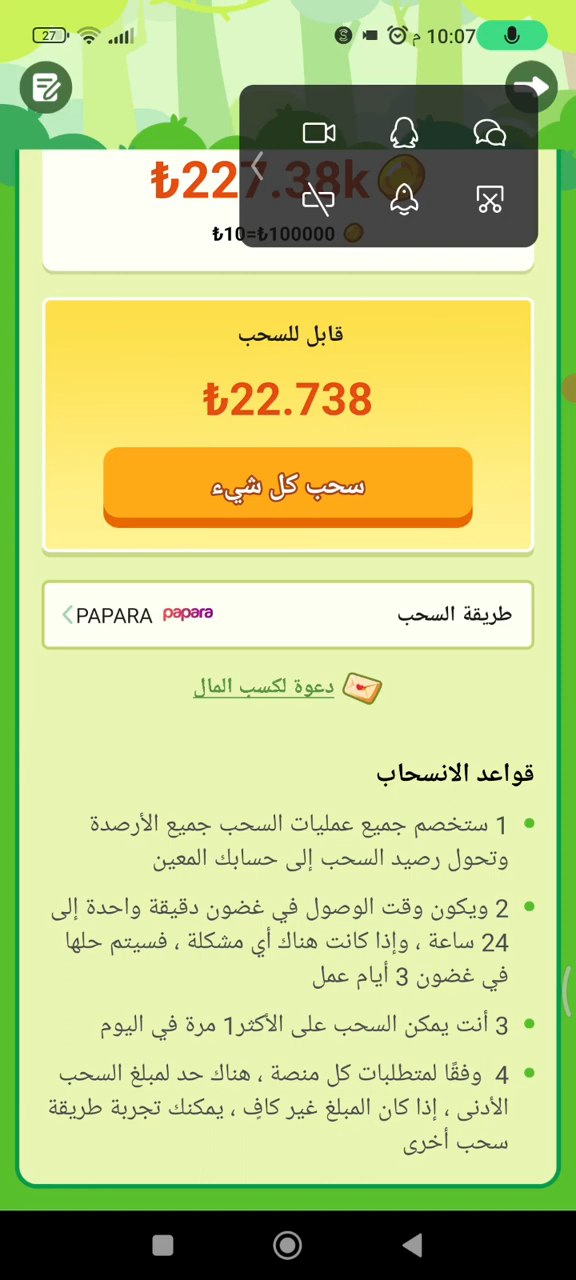 27
10:07 م
₺227.38k
₺10=₺100000
قابل للسحب
₺22.738
سحب كل شيء
طريقة السحب
papara PAPARA
دعوة لكسب المال
قواعد الانسحاب
1 ستخصم جميع عمليات السحب جميع الأرصدة
وتحول رصيد السحب إلى حسابك المعين
2 ويكون وقت الوصول في غضون دقيقة واحدة إلى
24 ساعة ، وإذا كانت هناك أي مشكلة ، فسيتم حلها
في غضون 3 أيام عمل
3 أنت يمكن السحب على الأكثر1 مرة في اليوم
4 وفقًا لمتطلبات كل منصة ، هناك حد لمبلغ السحب
الأدنى ، إذا كان المبلغ غير كافٍ ، يمكنك تجربة طريقة
سحب أخرى